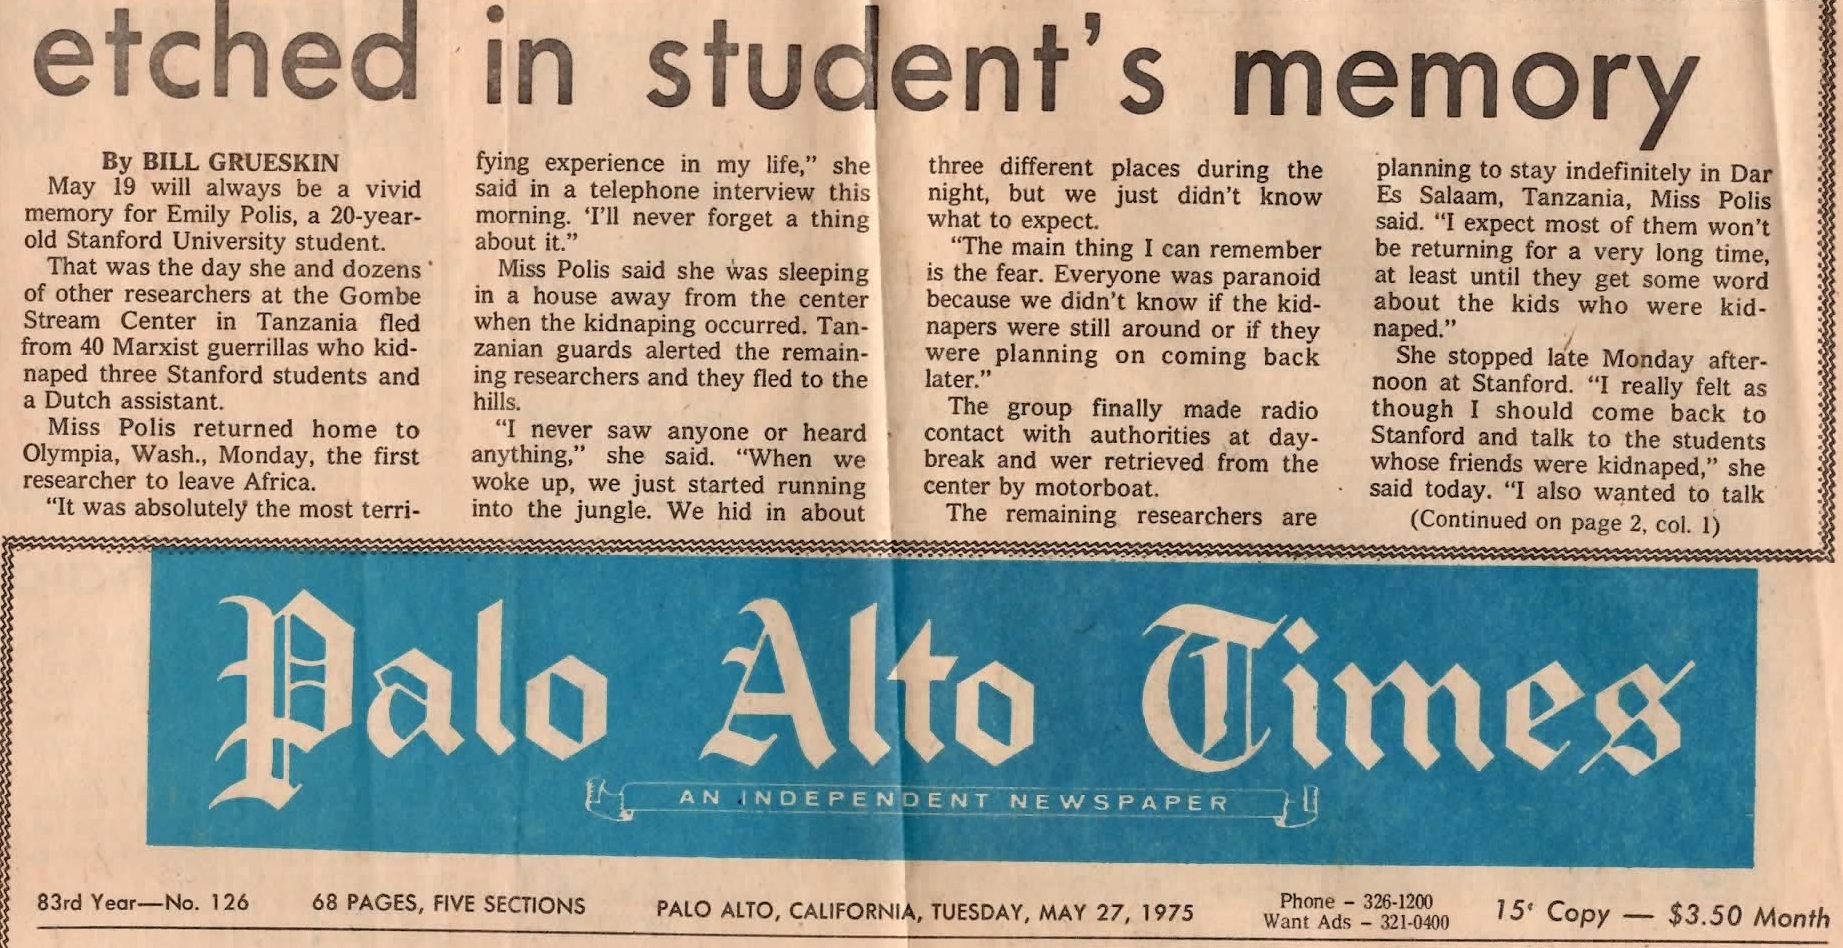 etched in student's memory
By BILL GRUESKIN
May 19 will always be a vivid
memory for Emily Polis, a 20-year-
old Stanford University student.
That was the day she and dozens
of other researchers at the Gombe
Stream Center in Tanzania fled
from 40 Marxist guerrillas who kid-
naped three Stanford students and
a Dutch assistant.
Miss Polis returned home to
Olympia, Wash., Monday, the first
researcher to leave Africa.
"It was absolutely the most terri-
fying experience in my life," she
said in a telephone interview this
morning. 'I'll never forget a thing
about it."
Miss Polis said she was sleeping
in a house away from the center
when the kidnaping occurred. Tan-
zanian guards alerted the remain-
ing researchers and they fled to the
hills.
"I never saw anyone or heard
anything," she said. "When we
woke up, we just started running
into the jungle. We hid in about
three different places during the
night, but we just didn't know
what to expect.
"The main thing I can remember
is the fear. Everyone was paranoid
because we didn't know if the kid-
napers were still around or if they
were planning on coming back
later."
The group finally made radio
contact with authorities at day-
break and wer retrieved from the
center by motorboat.
The remaining researchers are
planning to stay indefinitely in Dar
Es Salaam, Tanzania, Miss Polis
said. "I expect most of them won't
be returning for a very long time,
at least until they get some word
about the kids who were kid-
naped."
She stopped late Monday after-
noon at Stanford. "I really felt as
though I should come back to
Stanford and talk to the students
whose friends were kidnaped," she
said today. "I also wanted to talk
(Continued on page 2, col. 1)
Palo Alto Times
AN INDEPENDENT NEWSPAPER
83rd Year—No. 126 68 PAGES, FIVE SECTIONS PALO ALTO, CALIFORNIA, TUESDAY, MAY 27, 1975 Phone - 326-1200
Want Ads - 321-0400
15¢ Copy — $3.50 Month